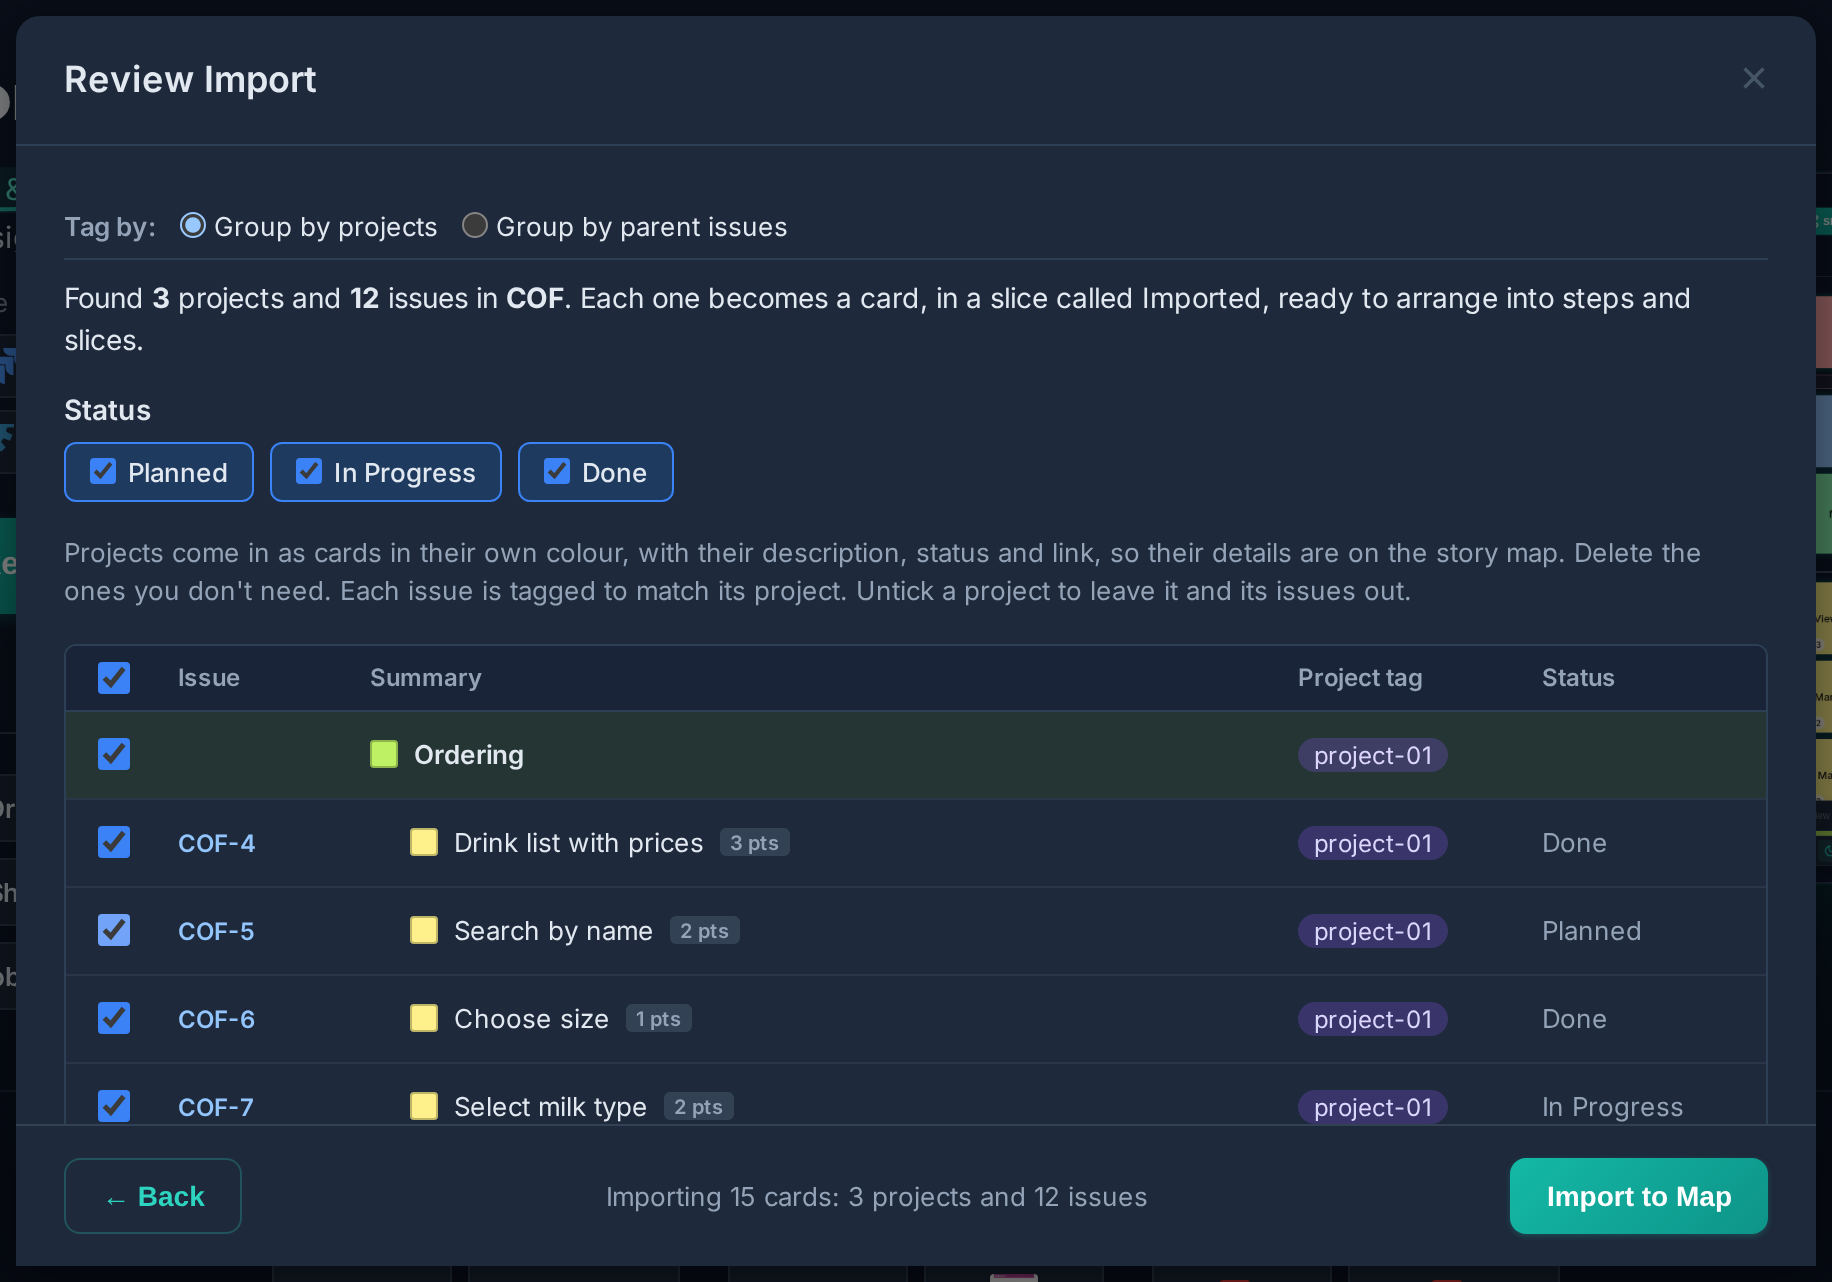 Review Import
Tag by: Group by projects Group by parent issues
Found 3 projects and 12 issues in COF. Each one becomes a card, in a slice called Imported, ready to arrange into steps and
slices.
Status
Planned In Progress Done
Projects come in as cards in their own colour, with their description, status and link, so their details are on the story map. Delete the
ones you don't need. Each issue is tagged to match its project. Untick a project to leave it and its issues out.
Issue Summary Project tag Status
Ordering project-01
COF-4 Drink list with prices 3 pts project-01 Done
COF-5 Search by name 2 pts project-01 Planned
COF-6 Choose size 1 pts project-01 Done
COF-7 Select milk type 2 pts project-01 In Progress
← Back Importing 15 cards: 3 projects and 12 issues Import to Map